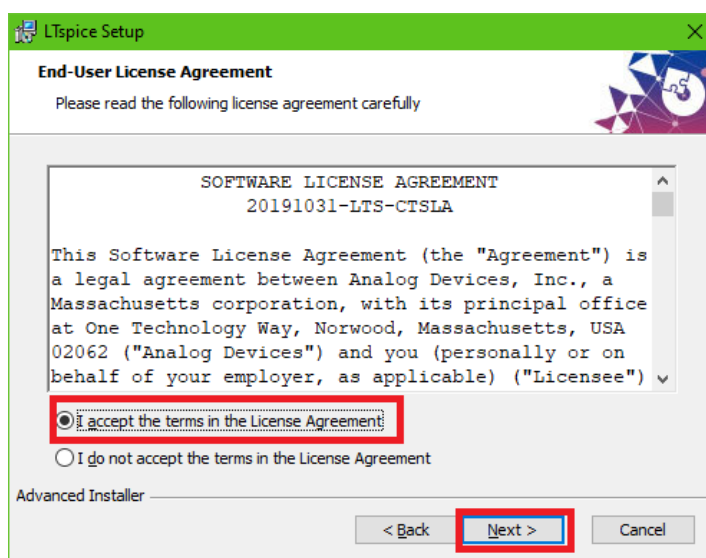 LTspice Setup
End-User License Agreement
Please read the following license agreement carefully
SOFTWARE LICENSE AGREEMENT
20191031-LTS-CTSLA
This Software License Agreement (the "Agreement") is
a legal agreement between Analog Devices, Inc., a
Massachusetts corporation, with its principal office
at One Technology Way, Norwood, Massachusetts, USA
02062 ("Analog Devices") and you (personally or on
behalf of your employer, as applicable) ("Licensee")
I accept the terms in the License Agreement
I do not accept the terms in the License Agreement
Advanced Installer
< Back Next > Cancel